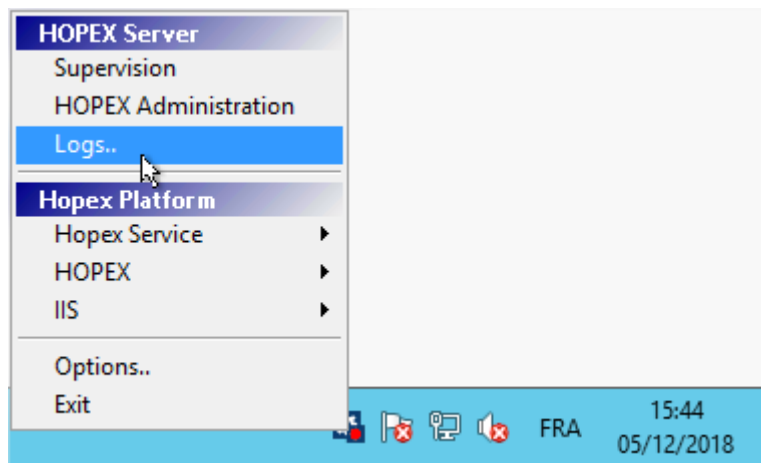 HOPEX Server
Supervision
HOPEX Administration
Logs..
Hopex Platform
Hopex Service
HOPEX
IIS
Options..
Exit
FRA
15:44
05/12/2018